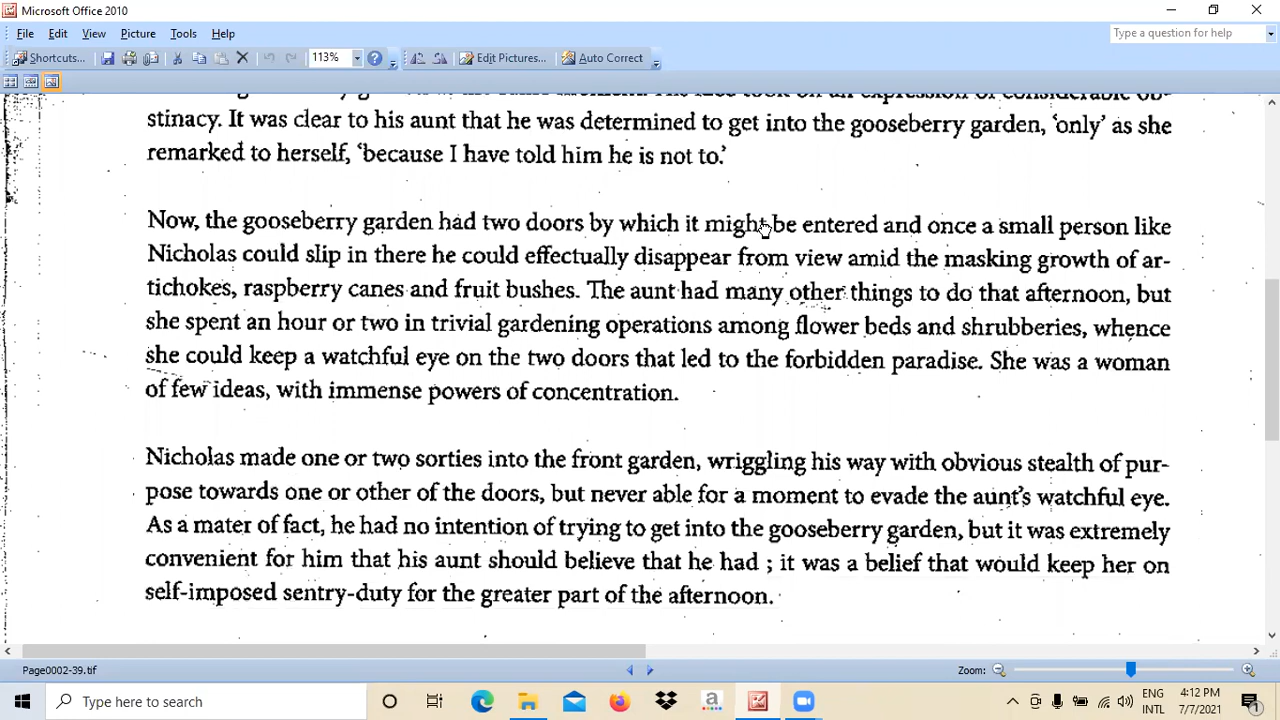 Microsoft Office 2010
File Edit View Picture Tools Help
Type a question for help
Shortcuts... 113% Edit Pictures... Auto Correct
stinacy. It was clear to his aunt that he was determined to get into the gooseberry garden, 'only' as she
remarked to herself, 'because I have told him he is not to.'
Now, the gooseberry garden had two doors by which it might be entered and once a small person like
Nicholas could slip in there he could effectually disappear from view amid the masking growth of ar-
tichokes, raspberry canes and fruit bushes. The aunt had many other things to do that afternoon, but
she spent an hour or two in trivial gardening operations among flower beds and shrubberies, whence
she could keep a watchful eye on the two doors that led to the forbidden paradise. She was a woman
of few ideas, with immense powers of concentration.
Nicholas made one or two sorties into the front garden, wriggling his way with obvious stealth of pur-
pose towards one or other of the doors, but never able for a moment to evade the aunt's watchful eye.
As a mater of fact, he had no intention of trying to get into the gooseberry garden, but it was extremely
convenient for him that his aunt should believe that he had ; it was a belief that would keep her on
self-imposed sentry-duty for the greater part of the afternoon.
Page0002-39.tif
Zoom:
Type here to search
ENG 4:12 PM
INTL 7/7/2021